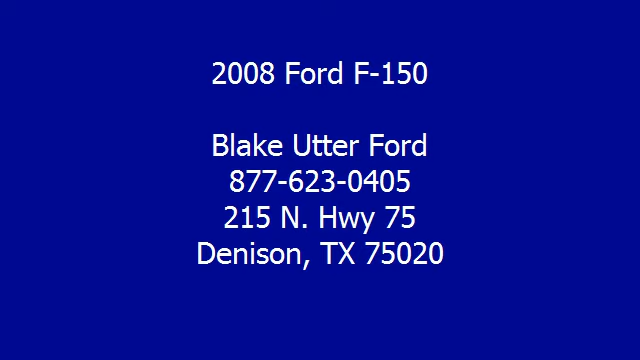 2008 Ford F-150
Blake Utter Ford
877-623-0405
215 N. Hwy 75
Denison, TX 75020